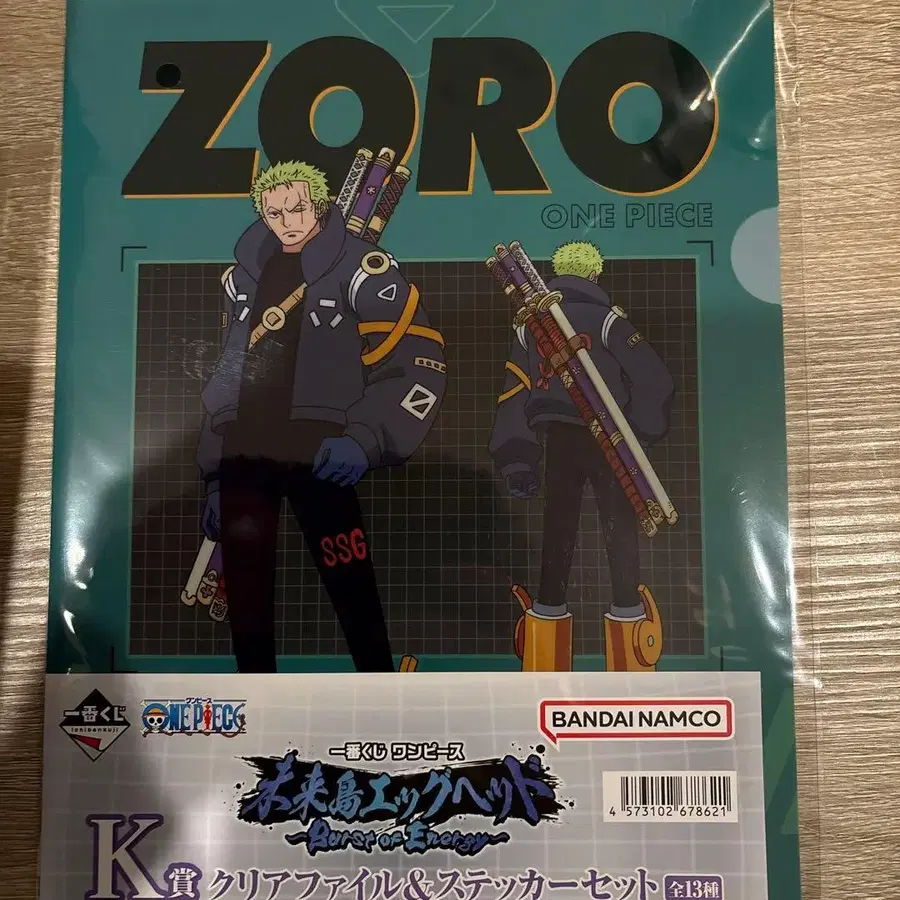 ZORO
ONE PIECE
SSG
一番くじ
ichibankuji
ワンピース
ONE PIECE
BANDAI NAMCO
一番くじ ワンピース
未来島エッグヘッド
~Burst of Energy~
4 573102 678621
K賞 クリアファイル&ステッカーセット 全13種